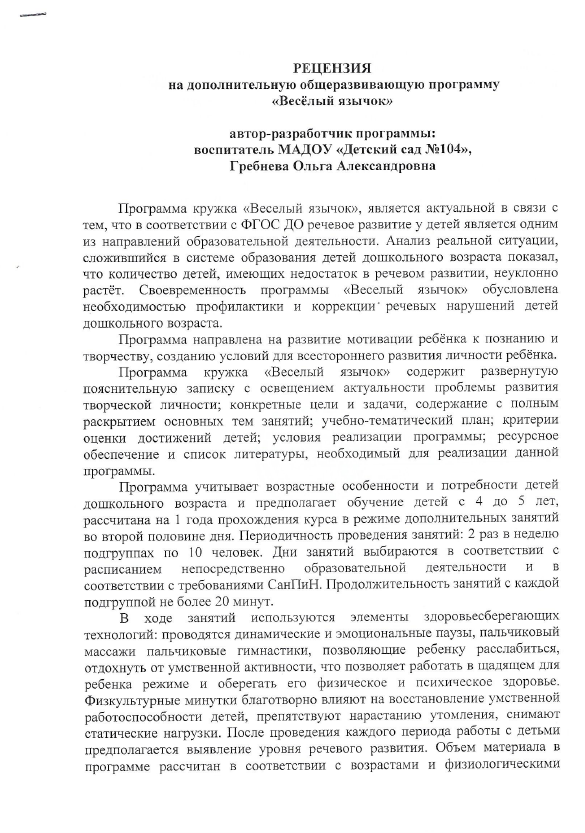 РЕЦЕНЗИЯ
на дополнительную общеразвивающую программу
«Весёлый язычок»
автор-разработчик программы:
воспитатель МАДОУ «Детский сад №104»,
Гребнева Ольга Александровна
Программа кружка «Веселый язычок», является актуальной в связи с
тем, что в соответствии с ФГОС ДО речевое развитие у детей является одним
из направлений образовательной деятельности. Анализ реальной ситуации,
сложившийся в системе образования детей дошкольного возраста показал,
что количество детей, имеющих недостаток в речевом развитии, неуклонно
растёт. Своевременность программы «Веселый язычок» обусловлена
необходимостью профилактики и коррекции речевых нарушений детей
дошкольного возраста.
Программа направлена на развитие мотивации ребёнка к познанию и
творчеству, созданию условий для всестороннего развития личности ребёнка.
Программа кружка «Веселый язычок» содержит развернутую
пояснительную записку с освещением актуальности проблемы развития
творческой личности; конкретные цели и задачи, содержание с полным
раскрытием основных тем занятий; учебно-тематический план; критерии
оценки достижений детей; условия реализации программы; ресурсное
обеспечение и список литературы, необходимый для реализации данной
программы.
Программа учитывает возрастные особенности и потребности детей
дошкольного возраста и предполагает обучение детей с 4 до 5 лет,
рассчитана на 1 года прохождения курса в режиме дополнительных занятий
во второй половине дня. Периодичность проведения занятий: 2 раз в неделю
подгруппах по 10 человек. Дни занятий выбираются в соответствии с
расписанием непосредственно образовательной деятельности и в
соответствии с требованиями СанПиН. Продолжительность занятий с каждой
подгруппой не более 20 минут.
В ходе занятий используются элементы здоровьесберегающих
технологий: проводятся динамические и эмоциональные паузы, пальчиковый
массажи пальчиковые гимнастики, позволяющие ребенку расслабиться,
отдохнуть от умственной активности, что позволяет работать в щадящем для
ребенка режиме и оберегать его физическое и психическое здоровье.
Физкультурные минутки благотворно влияют на восстановление умственной
работоспособности детей, препятствуют нарастанию утомления, снимают
статические нагрузки. После проведения каждого периода работы с детьми
предполагается выявление уровня речевого развития. Объем материала в
программе рассчитан в соответствии с возрастами и физиологическими